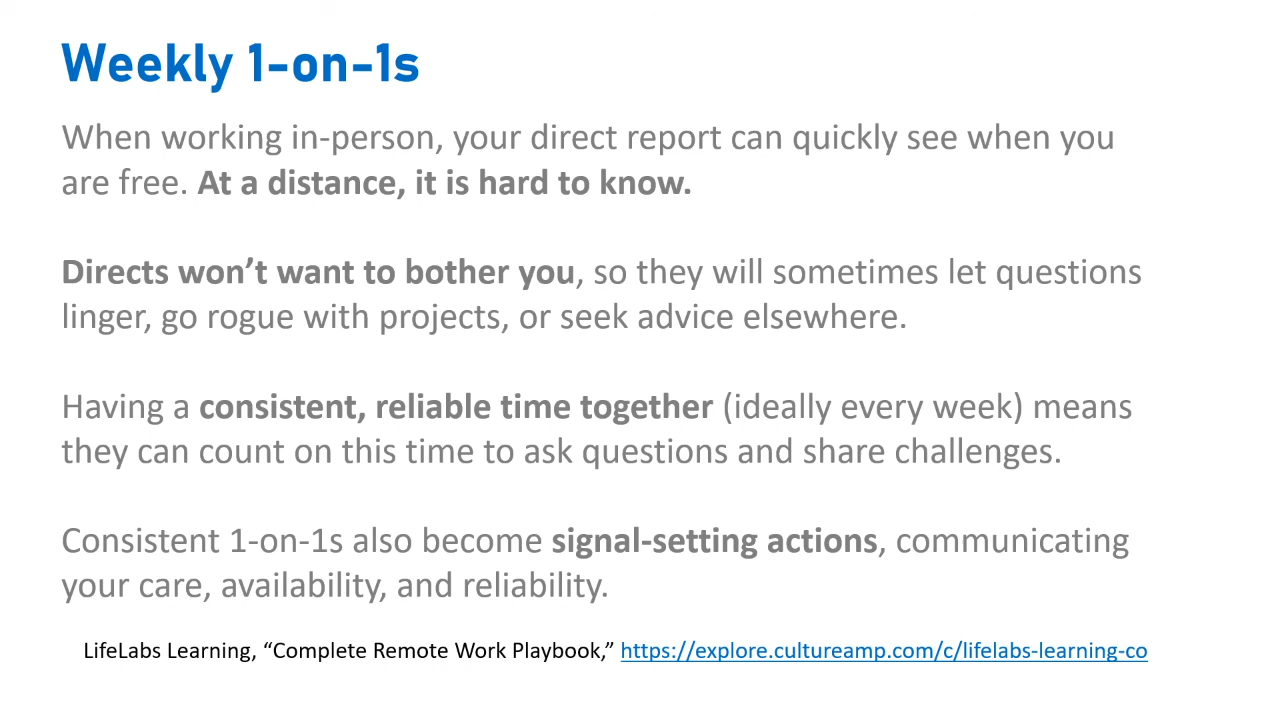 Weekly 1-on-1s
When working in-person, your direct report can quickly see when you
are free. At a distance, it is hard to know.
Directs won’t want to bother you, so they will sometimes let questions
linger, go rogue with projects, or seek advice elsewhere.
Having a consistent, reliable time together (ideally every week) means
they can count on this time to ask questions and share challenges.
Consistent 1-on-1s also become signal-setting actions, communicating
your care, availability, and reliability.
LifeLabs Learning, “Complete Remote Work Playbook,” https://explore.cultureamp.com/c/lifelabs-learning-co